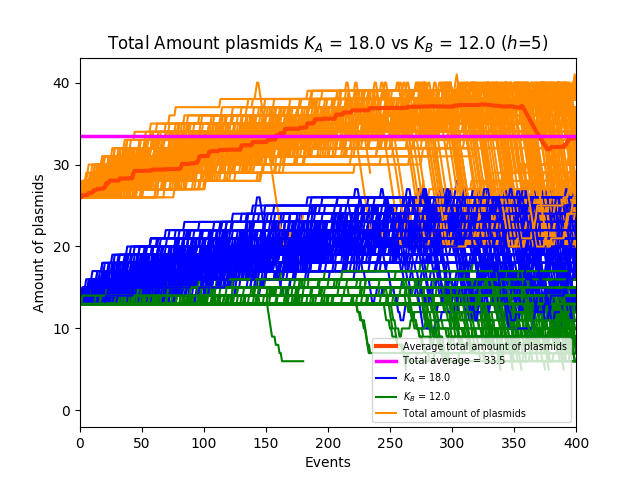 Total Amount plasmids K_A = 18.0 vs K_B = 12.0 (h=5)
Amount of plasmids
40
30
20
10
0
0 50 100 150 200 250 300 350 400
Events
Average total amount of plasmids
Total average = 33.5
K_A = 18.0
K_B = 12.0
Total amount of plasmids